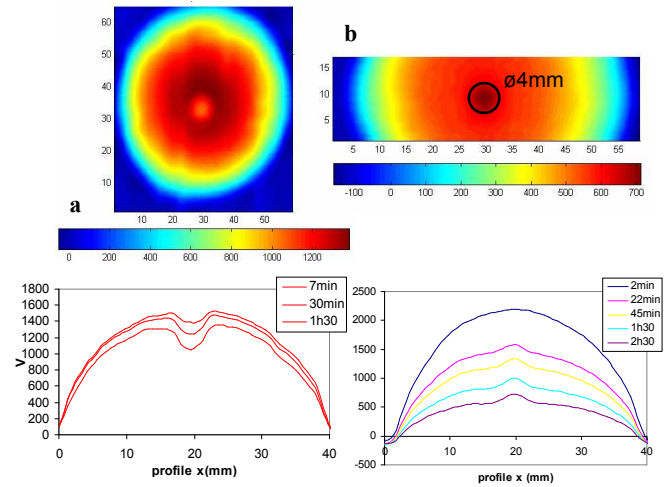 60
50
40
30
20
10
10 20 30 40 50
a
0 200 400 600 800 1000 1200
b
15
10
5
ø4mm
5 10 15 20 25 30 35 40 45 50 55
-100 0 100 200 300 400 500 600 700
1800
1600
1400
1200
1000
800
600
400
200
0
V
0 10 20 30 40
profile x(mm)
7min
30min
1h30
2500
2000
1500
1000
500
0
-500
0 10 20 30 40
profile x (mm)
2min
22min
45min
1h30
2h30